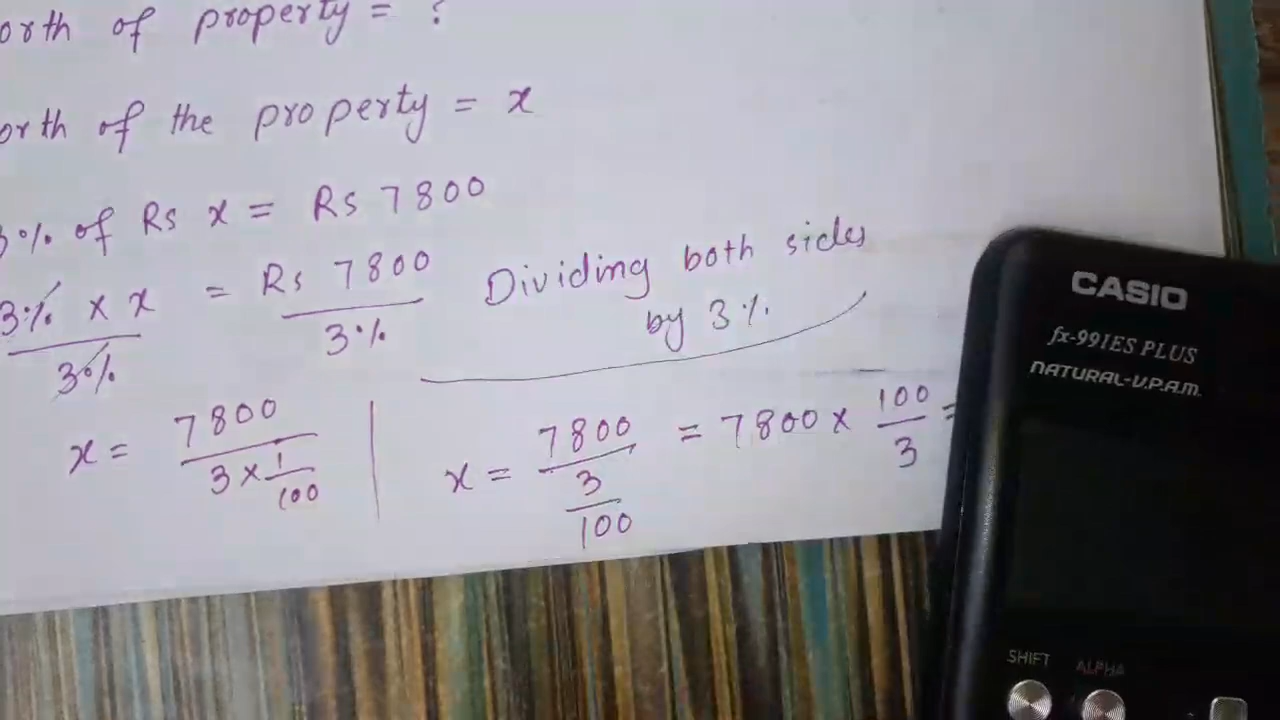 orth of property = ?
orth of the property = x
3% of Rs x = Rs 7800
3% × x / 3% = Rs 7800 / 3%
Dividing both sides
by 3%
x = 7800 / 3 × 1/100
x = 7800 / 3/100 = 7800 × 100/3 =
CASIO
fx-991ES PLUS
NATURAL-V.P.A.M.
SHIFT ALPHA